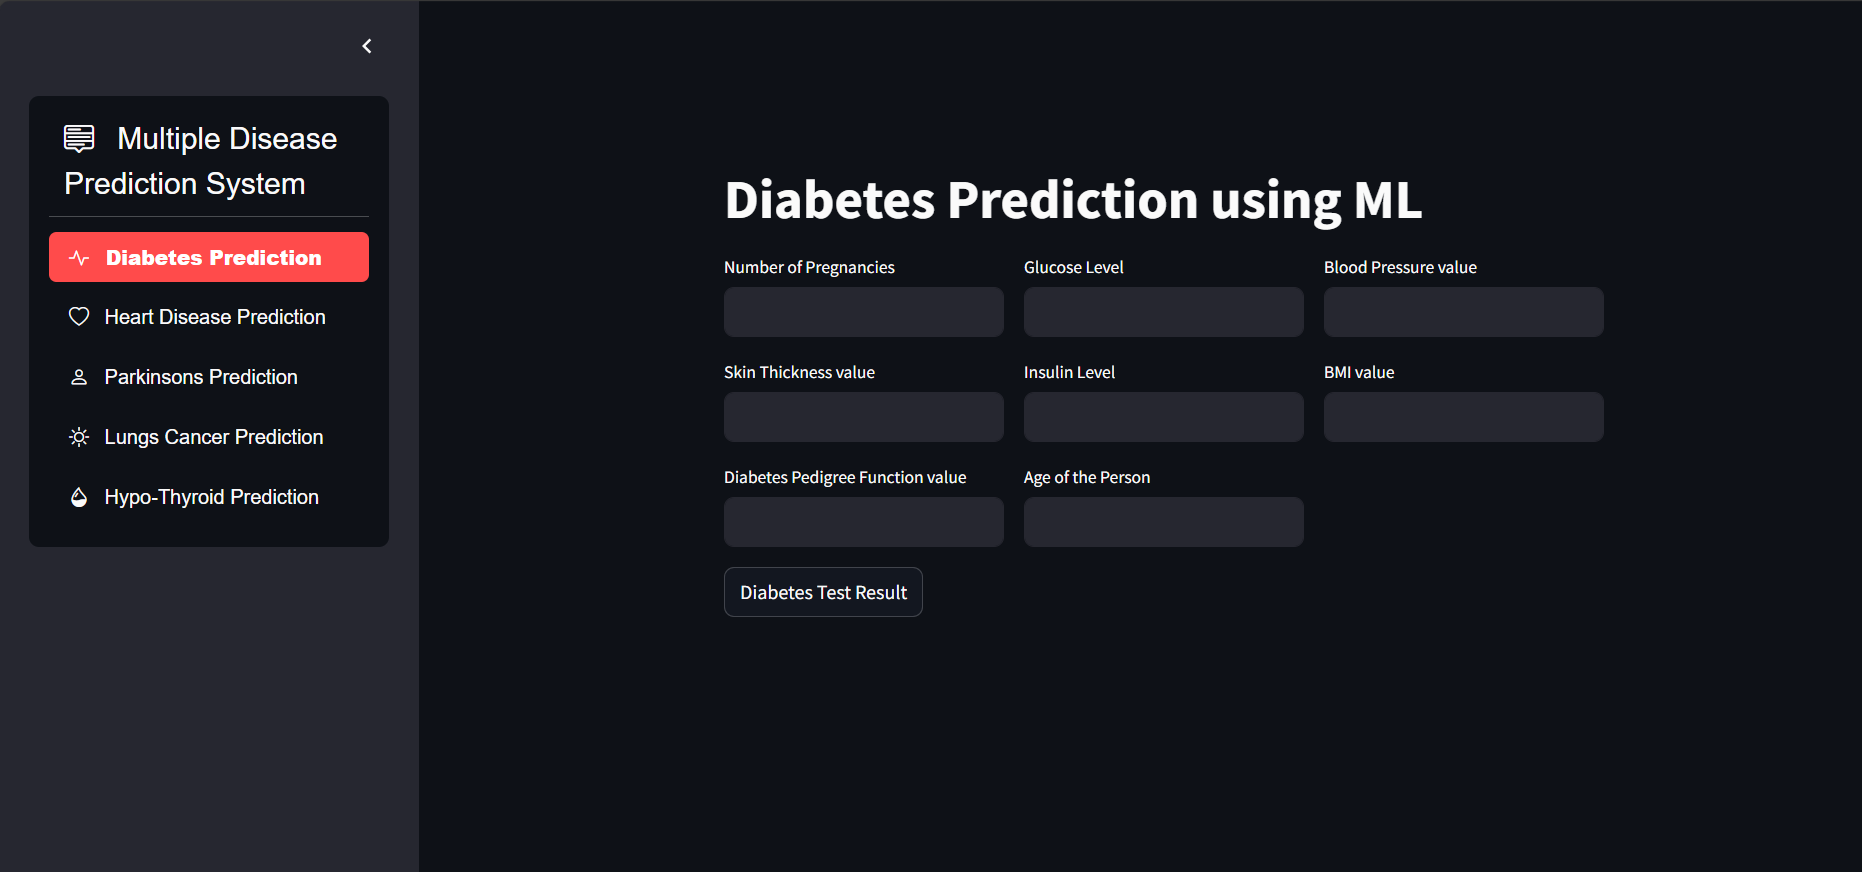 Multiple Disease
Prediction System
Diabetes Prediction
Heart Disease Prediction
Parkinsons Prediction
Lungs Cancer Prediction
Hypo-Thyroid Prediction
Diabetes Prediction using ML
Number of Pregnancies
Glucose Level
Blood Pressure value
Skin Thickness value
Insulin Level
BMI value
Diabetes Pedigree Function value
Age of the Person
Diabetes Test Result